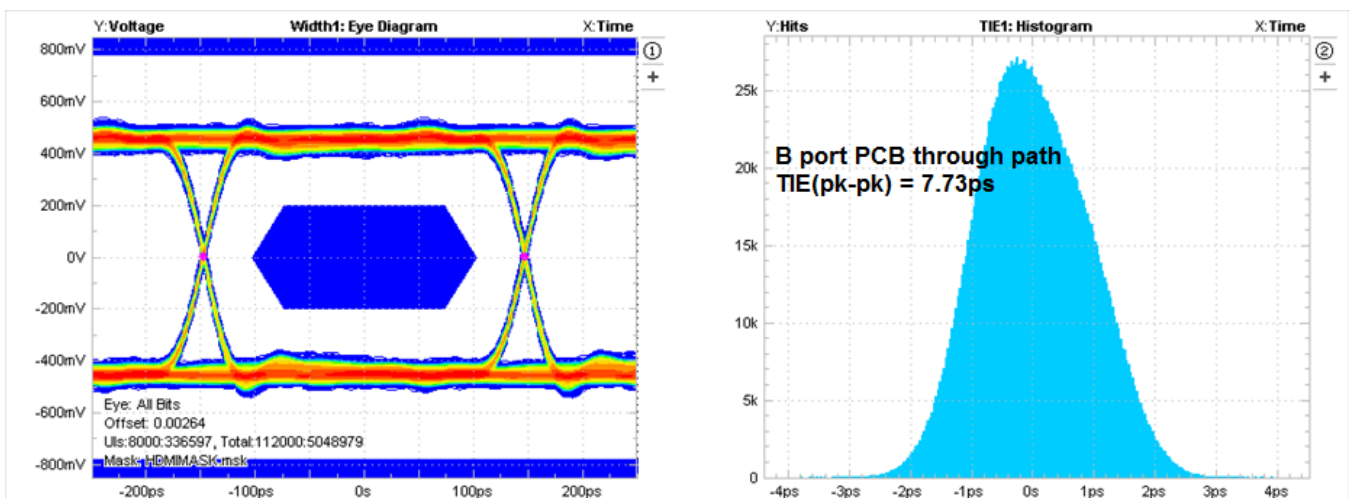 Y:Voltage Width1: Eye Diagram X:Time
800mV
600mV
400mV
200mV
0V
-200mV
-400mV
-600mV
-800mV
Eye: All Bits
Offset: 0.00264
UIs:8000:336597, Total:112000:5048979
Mask: HDMIMASK.msk
-200ps -100ps 0s 100ps 200ps
①
+
Y:Hits TIE1: Histogram X:Time
25k
20k
15k
10k
5k
0
B port PCB through path
TIE(pk-pk) = 7.73ps
-4ps -3ps -2ps -1ps 0s 1ps 2ps 3ps 4ps
②
+